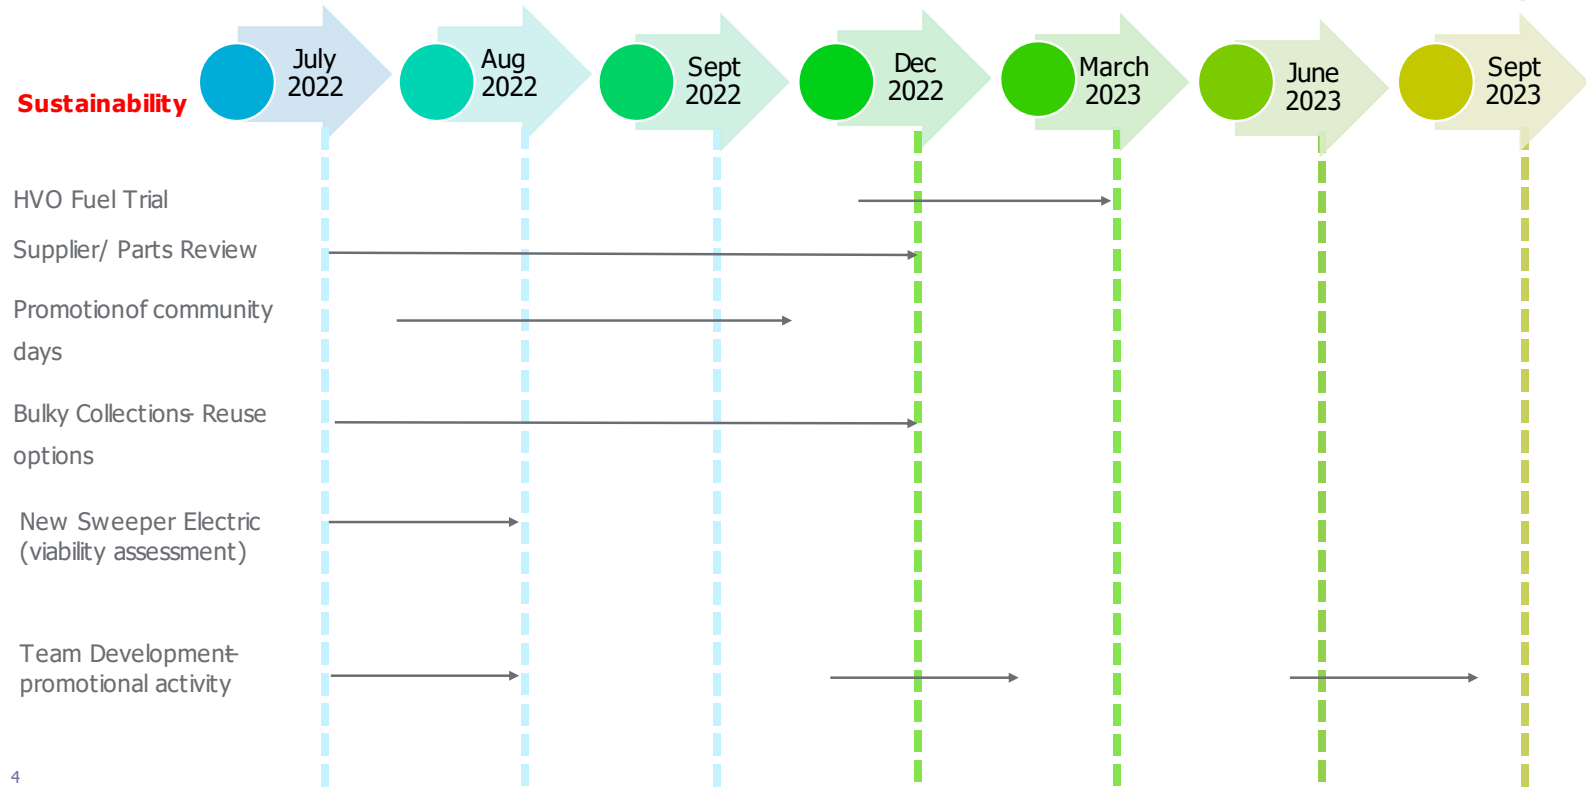 July
2022
Aug
2022
Sept
2022
Dec
2022
March
2023
June
2023
Sept
2023
Sustainability
HVO Fuel Trial
Supplier/ Parts Review
Promotionof community
days
Bulky Collections- Reuse
options
New Sweeper Electric
(viability assessment)
Team Development-
promotional activity
4